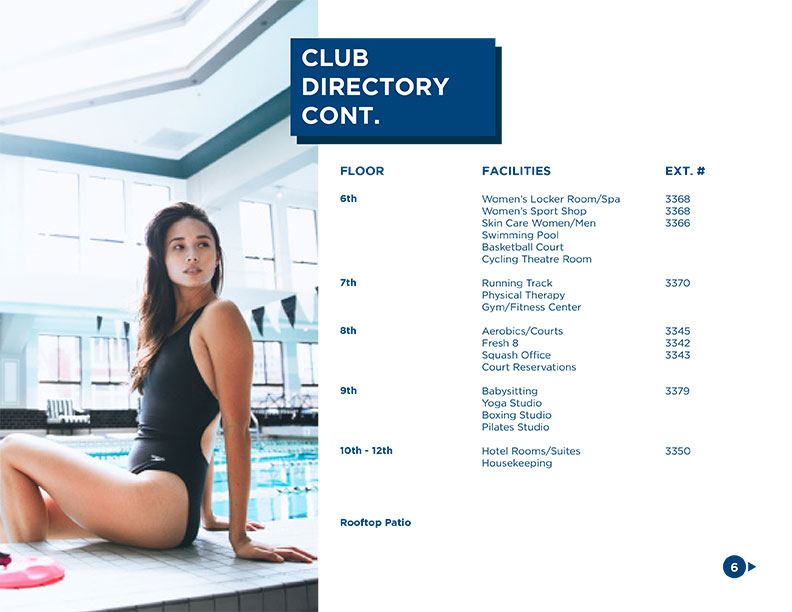 CLUB
DIRECTORY
CONT.
FLOOR FACILITIES EXT. #
6th Women's Locker Room/Spa 3368
Women's Sport Shop 3368
Skin Care Women/Men 3366
Swimming Pool
Basketball Court
Cycling Theatre Room
7th Running Track 3370
Physical Therapy
Gym/Fitness Center
8th Aerobics/Courts 3345
Fresh 8 3342
Squash Office 3343
Court Reservations
9th Babysitting 3379
Yoga Studio
Boxing Studio
Pilates Studio
10th - 12th Hotel Rooms/Suites 3350
Housekeeping
Rooftop Patio
6